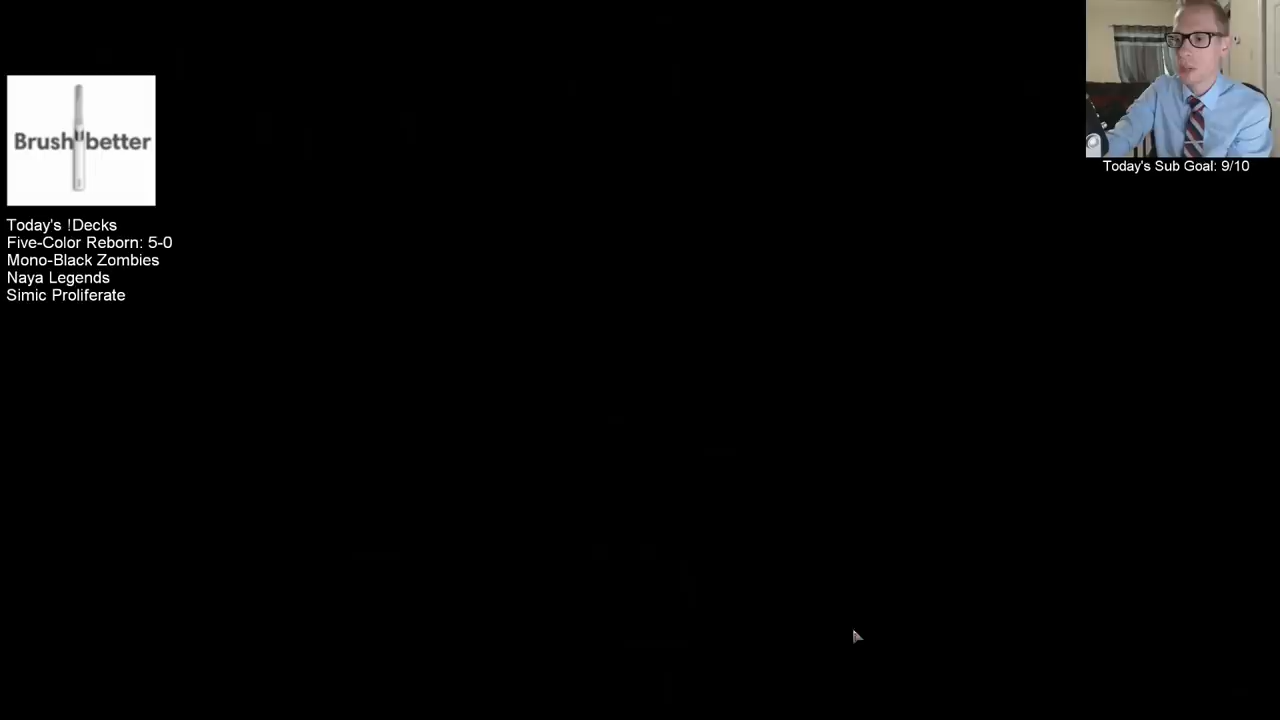 Brush better
Today's !Decks
Five-Color Reborn: 5-0
Mono-Black Zombies
Naya Legends
Simic Proliferate
Today's Sub Goal: 9/10